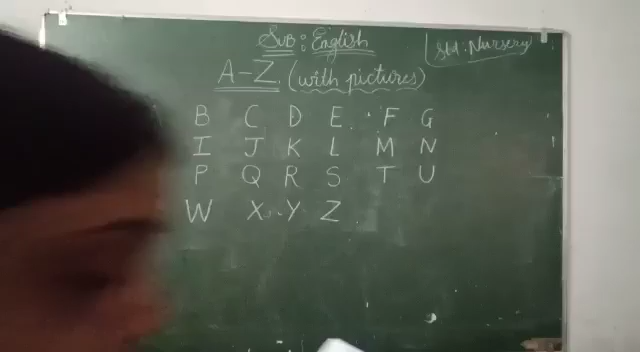 Sub: English
Std. Nursery
A-Z. (with pictures)
B C D E F G
I J K L M N
P Q R S T U
W X Y Z